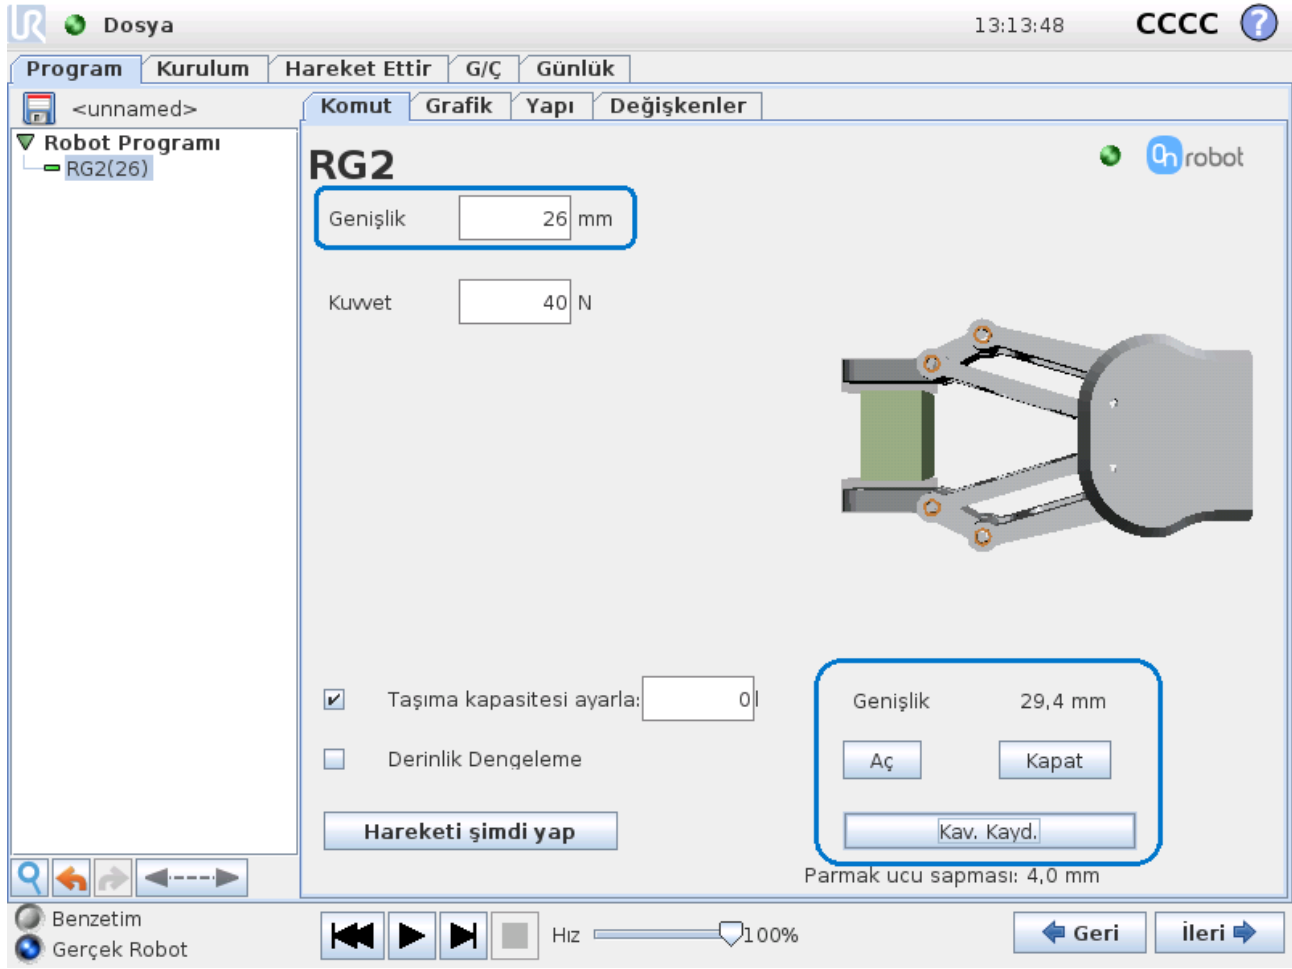 UR Dosya 13:13:48 CCCC ?
Program Kurulum Hareket Ettir G/Ç Günlük
<unnamed> Komut Grafik Yapı Değişkenler
Robot Programı
RG2(26)
RG2
On robot
Genişlik 26 mm
Kuvvet 40 N
Taşıma kapasitesi ayarla: 0
Genişlik 29,4 mm
Derinlik Dengeleme
Aç Kapat
Hareketi şimdi yap
Kav. Kayd.
Parmak ucu sapması: 4,0 mm
Benzetim
Gerçek Robot
Hız 100%
Geri İleri